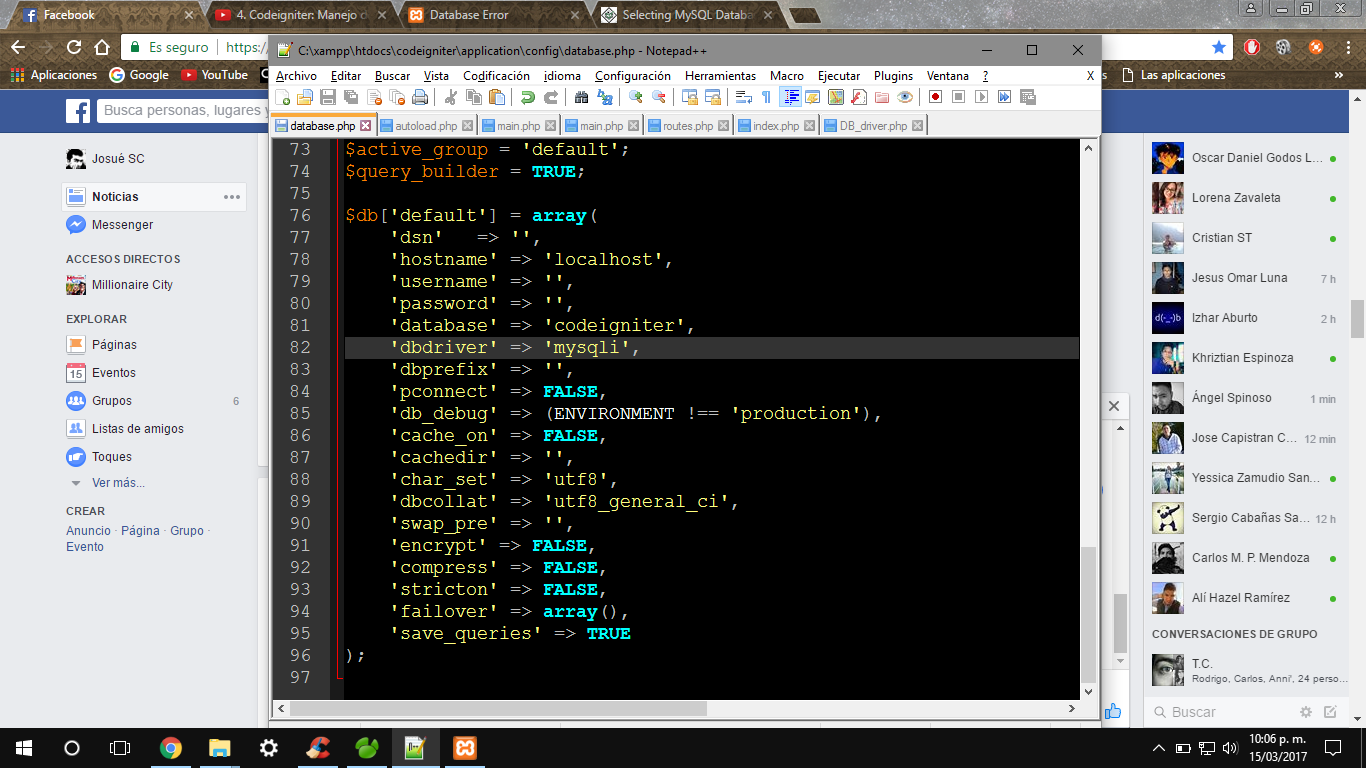 Facebook
4. Codeigniter: Manejo d
Database Error
Selecting MySQL Databa
Es seguro
https:/
C:\xampp\htdocs\codeigniter\application\config\database.php - Notepad++
Aplicaciones
Google
YouTube
Las aplicaciones
Archivo Editar Buscar Vista Codificación idioma Configuración Herramientas Macro Ejecutar Plugins Ventana ? X
Busca personas, lugares y
database.php autoload.php main.php main.php routes.php index.php DB_driver.php
73 $active_group = 'default';
74 $query_builder = TRUE;
75
76 $db['default'] = array(
77 'dsn' => '',
78 'hostname' => 'localhost',
79 'username' => '',
80 'password' => '',
81 'database' => 'codeigniter',
82 'dbdriver' => 'mysqli',
83 'dbprefix' => '',
84 'pconnect' => FALSE,
85 'db_debug' => (ENVIRONMENT !== 'production'),
86 'cache_on' => FALSE,
87 'cachedir' => '',
88 'char_set' => 'utf8',
89 'dbcollat' => 'utf8_general_ci',
90 'swap_pre' => '',
91 'encrypt' => FALSE,
92 'compress' => FALSE,
93 'stricton' => FALSE,
94 'failover' => array(),
95 'save_queries' => TRUE
96 );
97
Josué SC
Noticias
Messenger
ACCESOS DIRECTOS
Millionaire City
EXPLORAR
Páginas
15 Eventos
Grupos 6
Listas de amigos
Toques
Ver más...
CREAR
Anuncio · Página · Grupo ·
Evento
Oscar Daniel Godos L...
Lorena Zavaleta
Cristian ST
Jesus Omar Luna 7 h
d(-_-)b Izhar Aburto 2 h
Khriztian Espinoza
Ángel Spinoso 1 min
Jose Capistran C... 12 min
Yessica Zamudio San...
Sergio Cabañas Sa... 12 h
Carlos M. P. Mendoza
Alí Hazel Ramírez
CONVERSACIONES DE GRUPO
T.C.
Rodrigo, Carlos, Anni', 24 perso...
Buscar
10:06 p. m.
15/03/2017